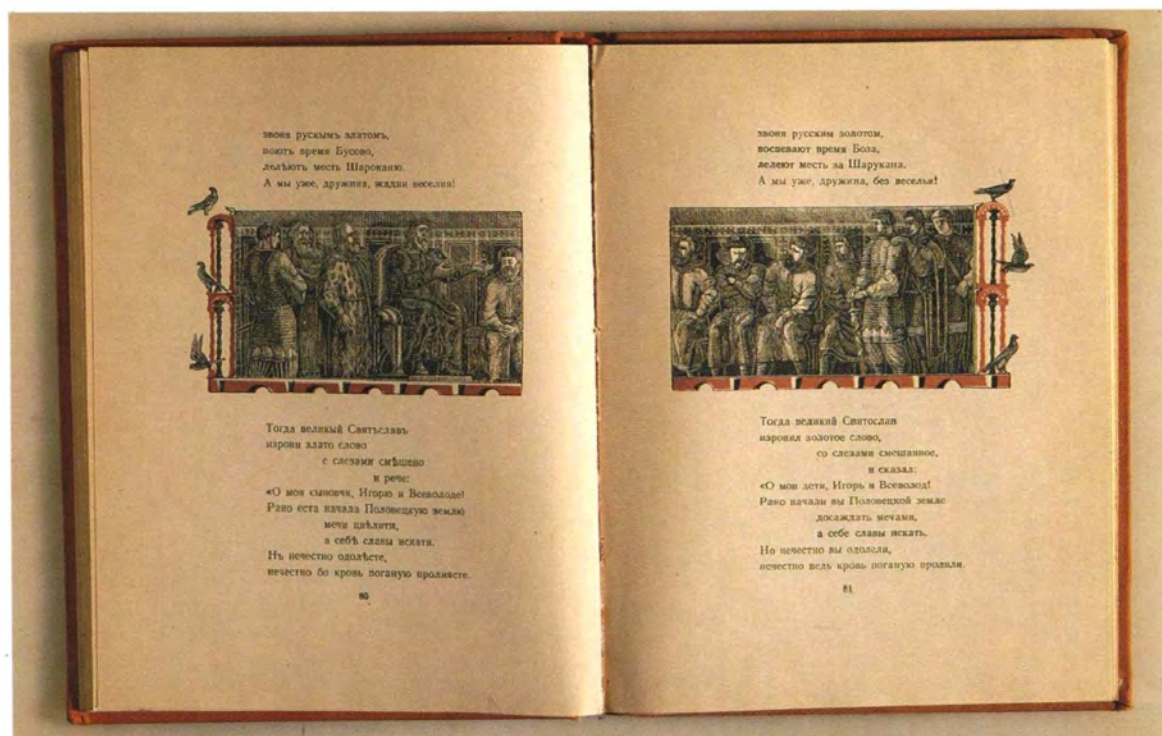 звоня рускымъ златомъ,
поютъ время Бусово,
лелѣютъ месть Шароканю.
А мы уже, дружина, жадни веселия!
Тогда великый Святъславъ
изрони злато слово
с слезами смѣшено
и рече:
«О моя сыновчя, Игорю и Всеволоде!
Рано еста начала Половецкую землю
мечи цвѣлити,
а себѣ славы искати.
Нъ нечестно одолѣсте,
нечестно бо кровь поганую пролиясте.
80
звоня русским золотом,
воспевают время Боза,
лелеют месть за Шарукана.
А мы уже, дружина, без веселья!
Тогда великий Святослав
изронил золотое слово,
со слезами смешанное,
и сказал:
«О мои дети, Игорь и Всеволод!
Рано начали вы Половецкой земле
досаждать мечами,
а себе славы искать.
Но нечестно вы одолели,
нечестно ведь кровь поганую пролили.
81